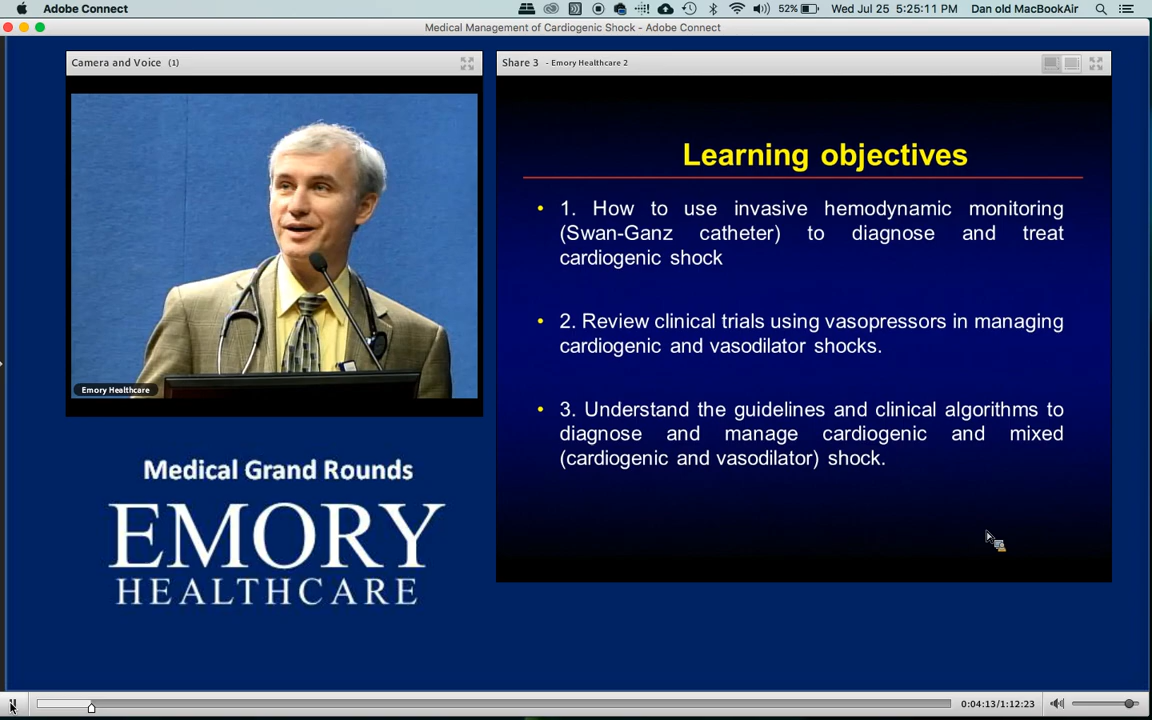 Adobe Connect
52%
Wed Jul 25 5:25:11 PM
Dan old MacBookAir
Medical Management of Cardiogenic Shock - Adobe Connect
Camera and Voice (1)
Emory Healthcare
Medical Grand Rounds
EMORY
HEALTHCARE
Share 3 - Emory Healthcare 2
Learning objectives
• 1. How to use invasive hemodynamic monitoring
(Swan-Ganz catheter) to diagnose and treat
cardiogenic shock
• 2. Review clinical trials using vasopressors in managing
cardiogenic and vasodilator shocks.
• 3. Understand the guidelines and clinical algorithms to
diagnose and manage cardiogenic and mixed
(cardiogenic and vasodilator) shock.
0:04:13/1:12:23